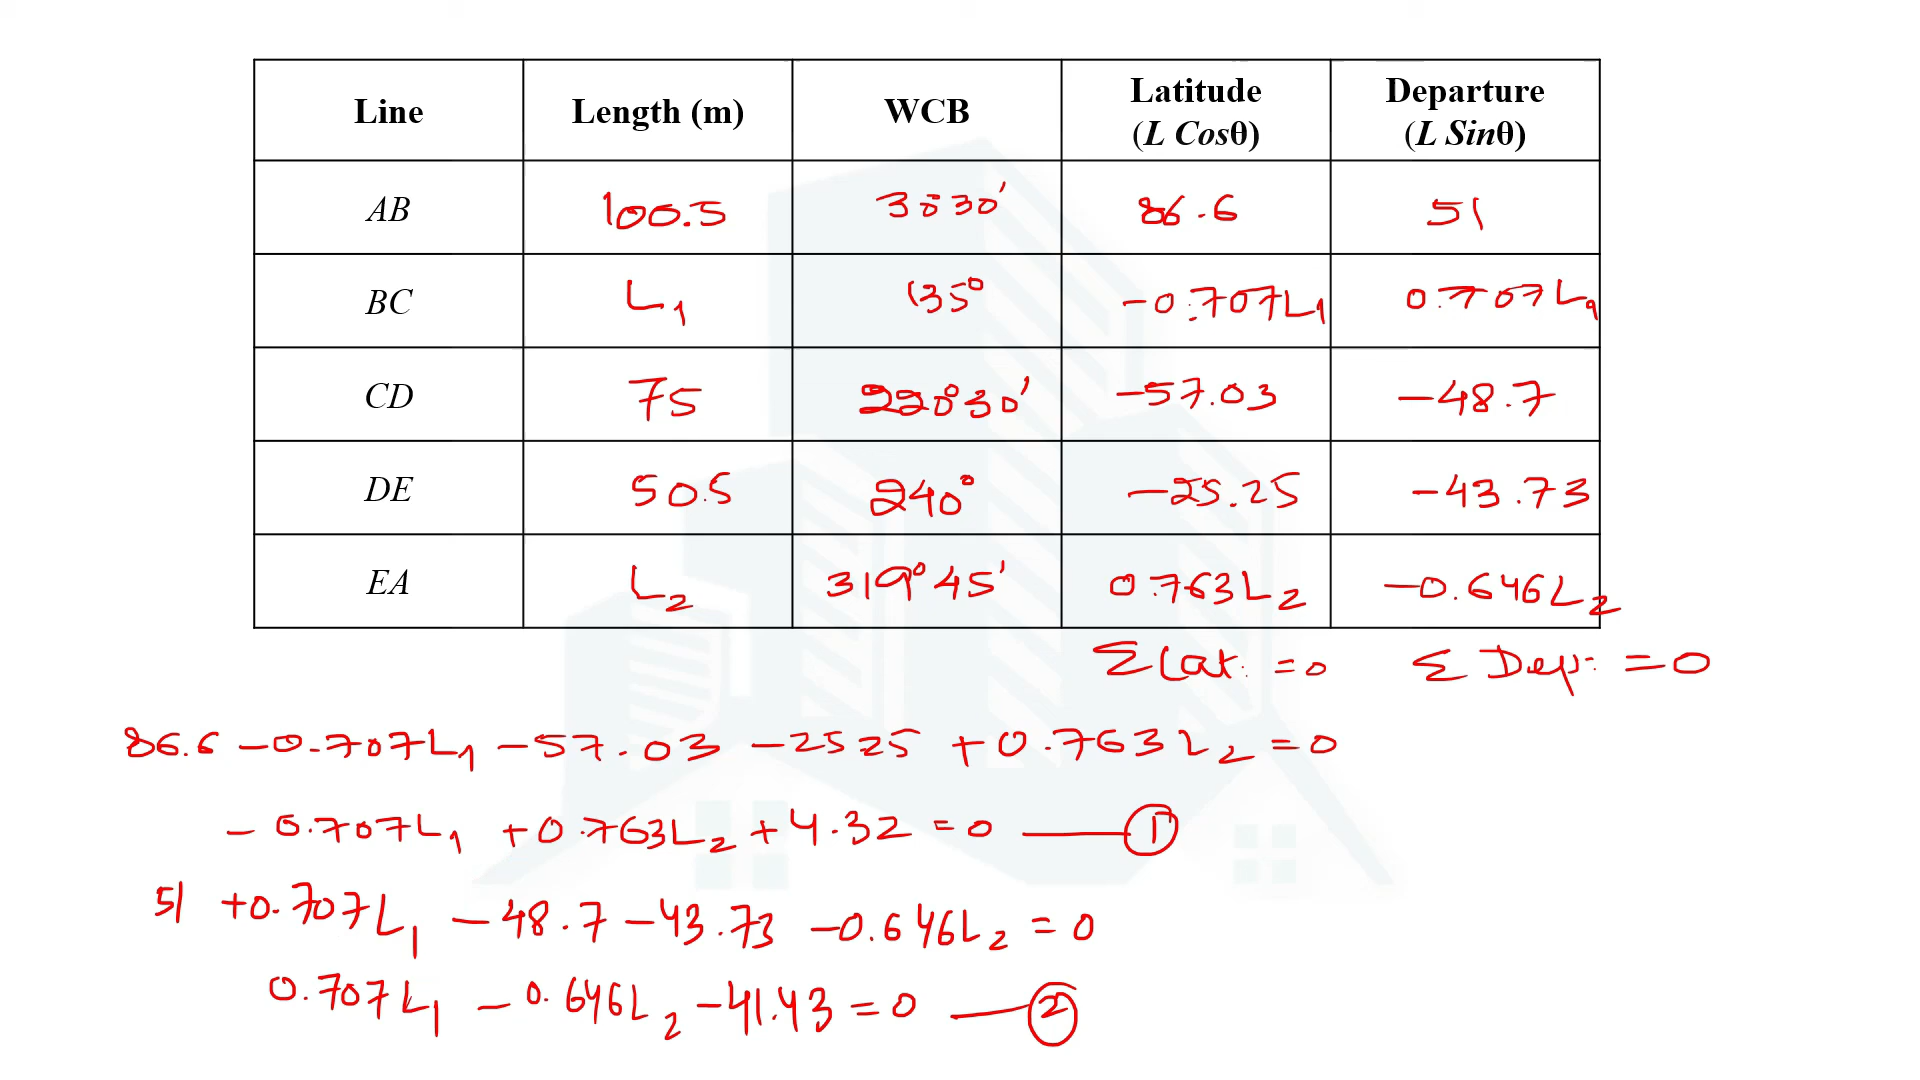 Line Length (m) WCB Latitude (L Cosθ) Departure (L Sinθ)
AB 100.5 30°30' 86.6 51
BC L₁ 135° -0.707L₁ 0.707L₁
CD 75 220°30' -57.03 -48.7
DE 50.5 240° -25.25 -43.73
EA L₂ 319°45' 0.763L₂ -0.646L₂
Σ Lat. = 0 Σ Dep. = 0
86.6 - 0.707L₁ - 57.03 - 25 25 + 0.763L₂ = 0
- 0.707L₁ + 0.763L₂ + 4.32 = 0 —— ①
51 + 0.707L₁ - 48.7 - 43.73 - 0.646L₂ = 0
0.707L₁ - 0.646L₂ - 41.43 = 0 —— ②